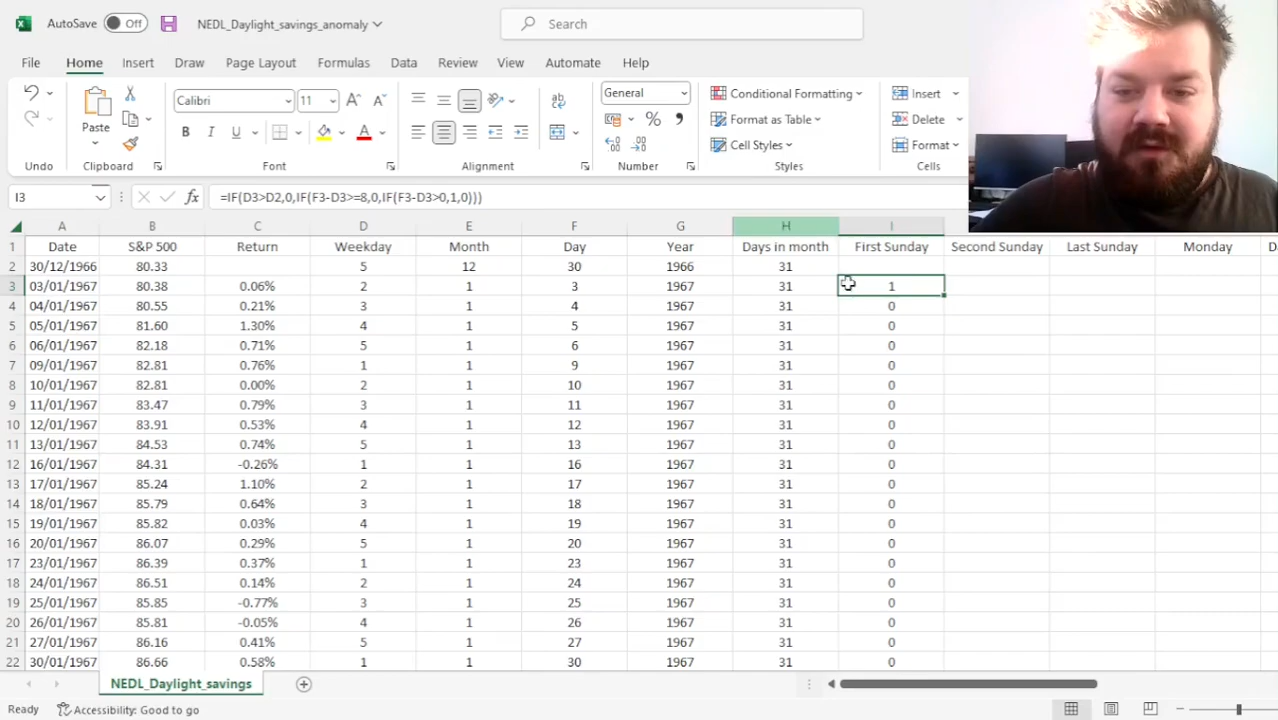 AutoSave Off NEDL_Daylight_savings_anomaly Search
File Home Insert Draw Page Layout Formulas Data Review View Automate Help
Calibri 11 General Conditional Formatting Insert
Paste Format as Table Delete
Cell Styles Format
Undo Clipboard Font Alignment Number Styles Cells
I3 =IF(D3>D2,0,IF(F3-D3>=8,0,IF(F3-D3>0,1,0)))
A B C D E F G H I
1 Date S&P 500 Return Weekday Month Day Year Days in month First Sunday Second Sunday Last Sunday Monday
2 30/12/1966 80.33 5 12 30 1966 31
3 03/01/1967 80.38 0.06% 2 1 3 1967 31 1
4 04/01/1967 80.55 0.21% 3 1 4 1967 31 0
5 05/01/1967 81.60 1.30% 4 1 5 1967 31 0
6 06/01/1967 82.18 0.71% 5 1 6 1967 31 0
7 09/01/1967 82.81 0.76% 1 1 9 1967 31 0
8 10/01/1967 82.81 0.00% 2 1 10 1967 31 0
9 11/01/1967 83.47 0.79% 3 1 11 1967 31 0
10 12/01/1967 83.91 0.53% 4 1 12 1967 31 0
11 13/01/1967 84.53 0.74% 5 1 13 1967 31 0
12 16/01/1967 84.31 -0.26% 1 1 16 1967 31 0
13 17/01/1967 85.24 1.10% 2 1 17 1967 31 0
14 18/01/1967 85.79 0.64% 3 1 18 1967 31 0
15 19/01/1967 85.82 0.03% 4 1 19 1967 31 0
16 20/01/1967 86.07 0.29% 5 1 20 1967 31 0
17 23/01/1967 86.39 0.37% 1 1 23 1967 31 0
18 24/01/1967 86.51 0.14% 2 1 24 1967 31 0
19 25/01/1967 85.85 -0.77% 3 1 25 1967 31 0
20 26/01/1967 85.81 -0.05% 4 1 26 1967 31 0
21 27/01/1967 86.16 0.41% 5 1 27 1967 31 0
22 30/01/1967 86.66 0.58% 1 1 30 1967 31 0
NEDL_Daylight_savings
Ready Accessibility: Good to go